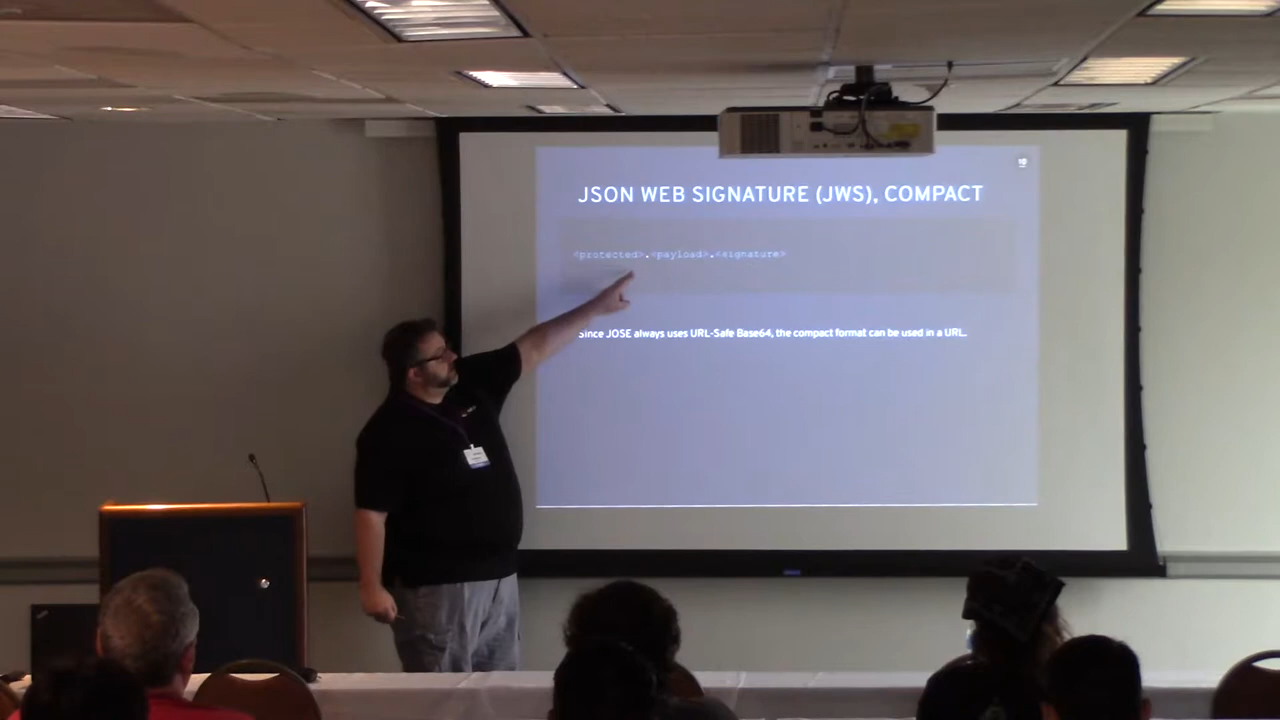 JSON WEB SIGNATURE (JWS), COMPACT
<protected>.<payload>.<signature>
Since JOSE always uses URL-Safe Base64, the compact format can be used in a URL.